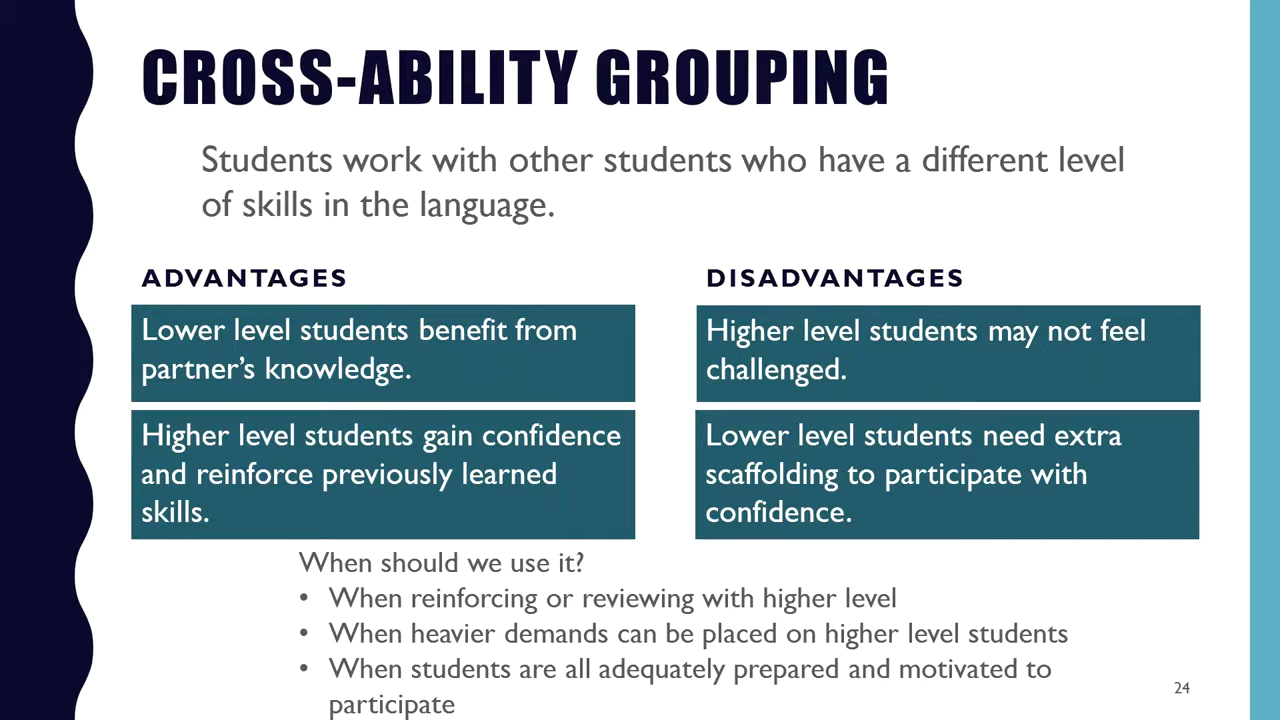 CROSS-ABILITY GROUPING
Students work with other students who have a different level
of skills in the language.
ADVANTAGES
Lower level students benefit from
partner’s knowledge.
Higher level students gain confidence
and reinforce previously learned
skills.
DISADVANTAGES
Higher level students may not feel
challenged.
Lower level students need extra
scaffolding to participate with
confidence.
When should we use it?
• When reinforcing or reviewing with higher level
• When heavier demands can be placed on higher level students
• When students are all adequately prepared and motivated to
participate
24